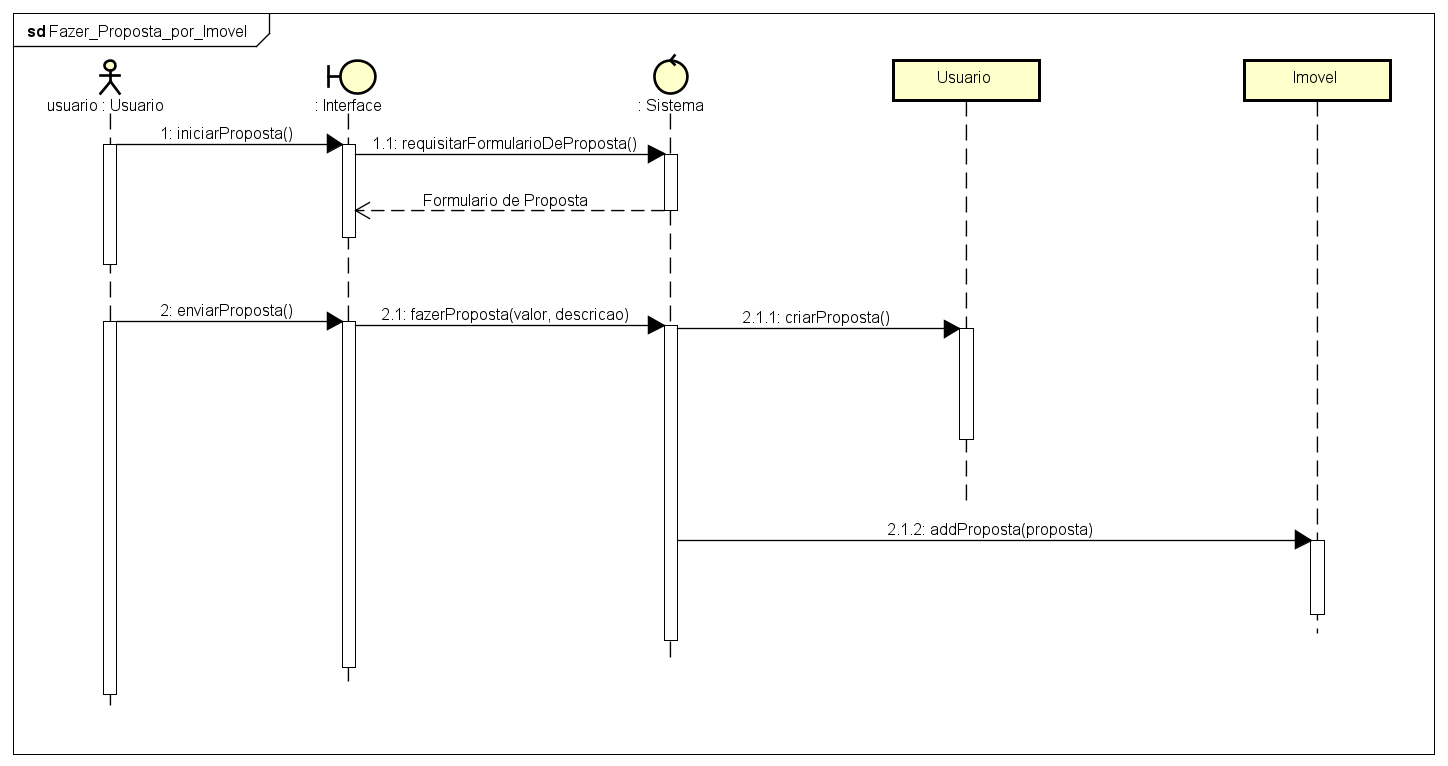 sd Fazer_Proposta_por_Imovel
usuario : Usuario
: Interface
: Sistema
Usuario
Imovel
1: iniciarProposta()
1.1: requisitarFormularioDeProposta()
Formulario de Proposta
2: enviarProposta()
2.1: fazerProposta(valor, descricao)
2.1.1: criarProposta()
2.1.2: addProposta(proposta)